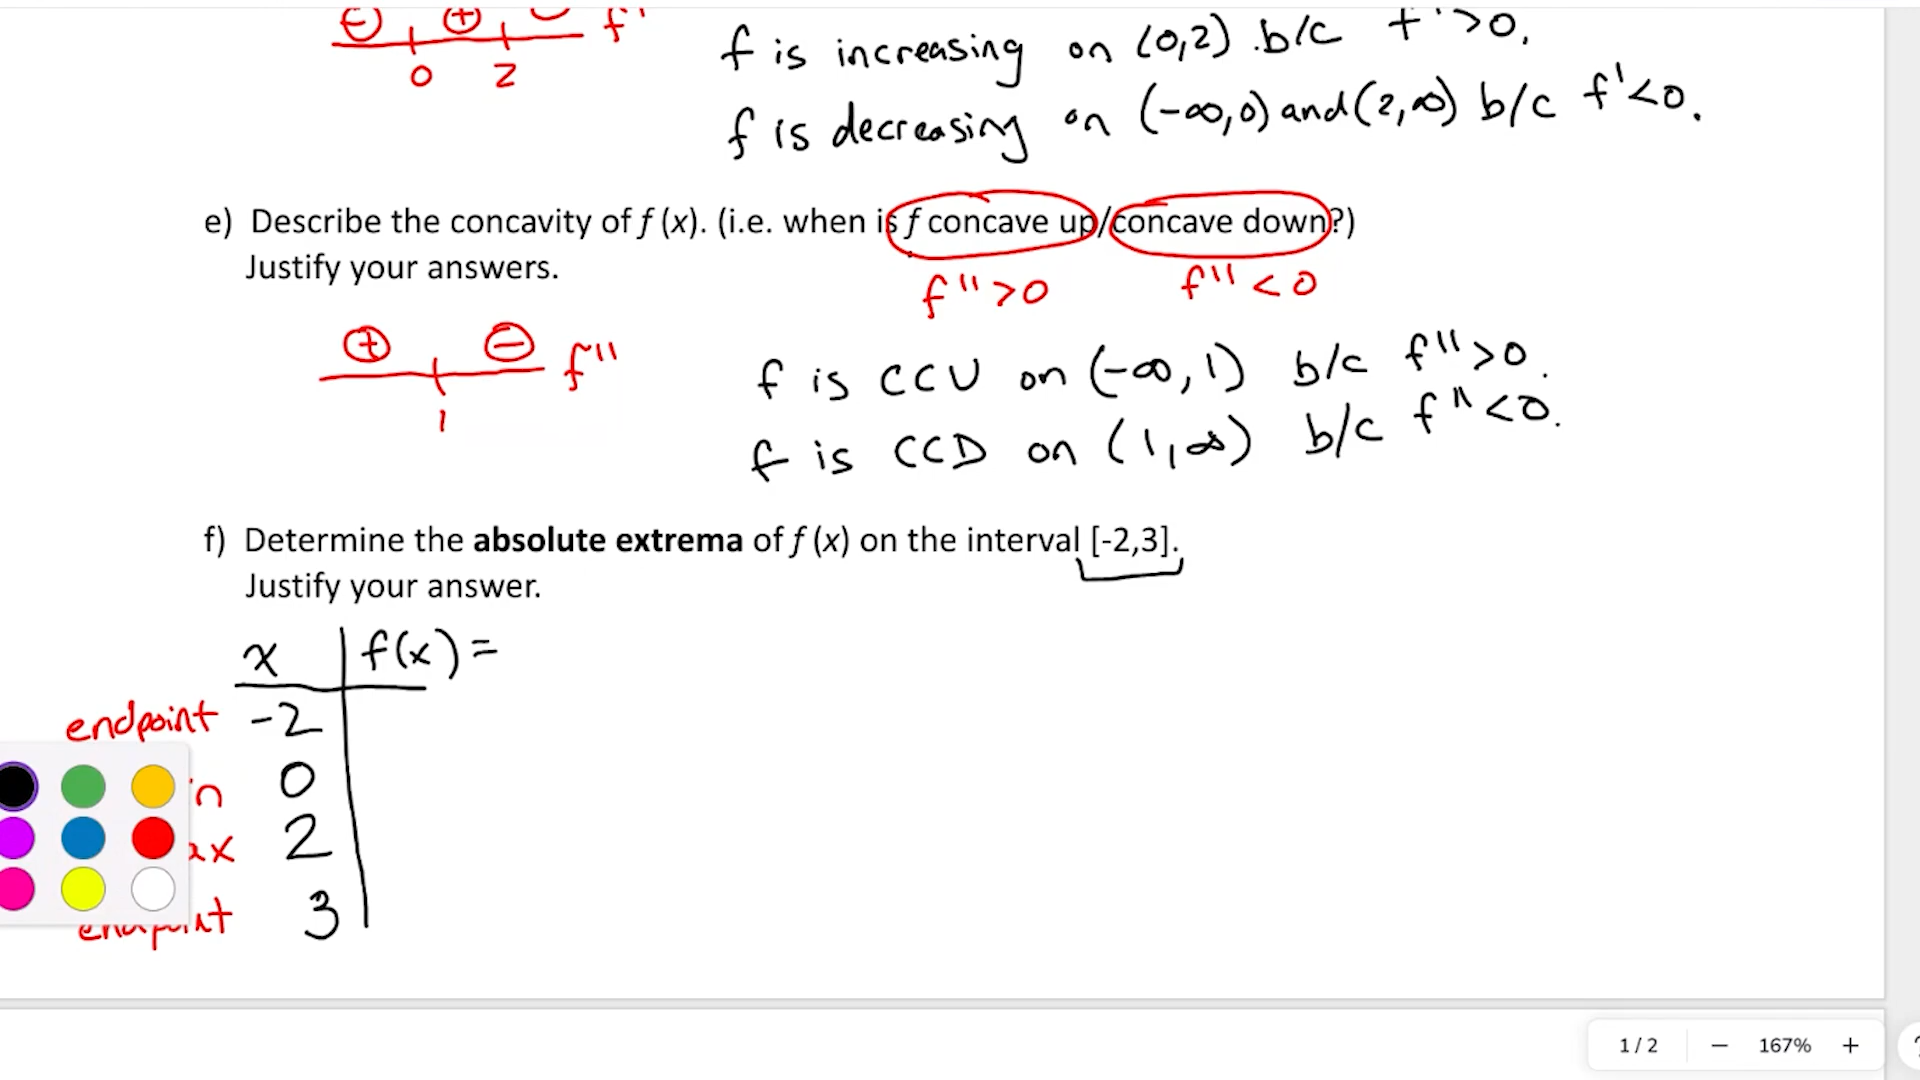 ⊖ ⊕ f'
0 2
f is increasing on (0,2) . b/c f'>0.
f is decreasing on (-∞,0) and (2,∞) b/c f'<0.
e) Describe the concavity of f (x). (i.e. when is f concave up/concave down?)
Justify your answers.
f''>0 f''<0
⊕ ⊖ f''
1
f is CCU on (-∞,1) b/c f''>0.
f is CCD on (1,∞) b/c f''<0.
f) Determine the absolute extrema of f (x) on the interval [-2,3].
Justify your answer.
x f(x)=
endpoint -2
0
2
endpoint 3
1 / 2 − 167% +